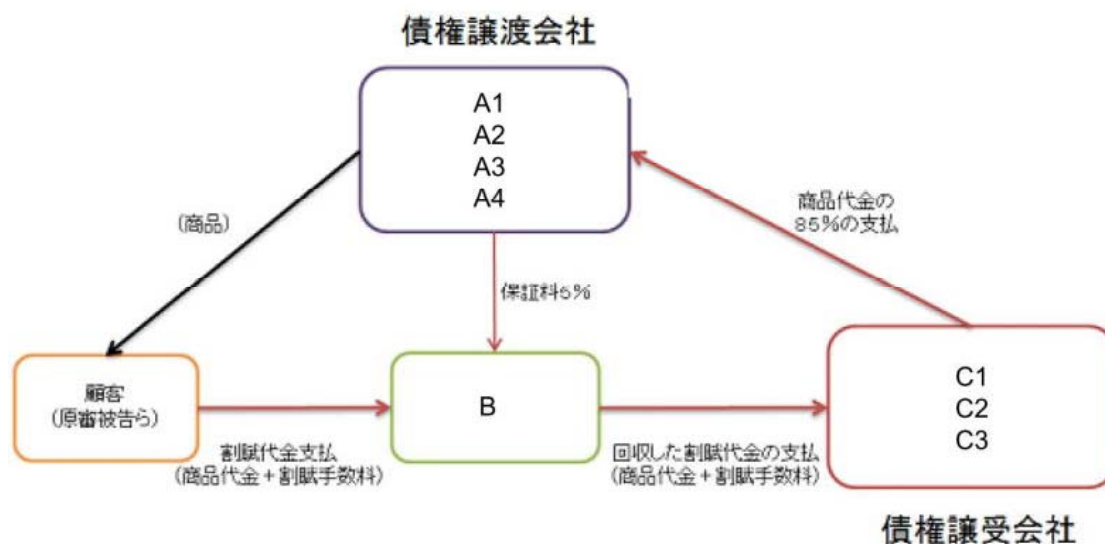 債権譲渡会社
A1
A2
A3
A4
(商品)
商品代金の
85%の支払
保証料5%
顧客
(原審被告ら)
B
C1
C2
C3
割賦代金支払
(商品代金+割賦手数料)
回収した割賦代金の支払
(商品代金+割賦手数料)
債権譲受会社